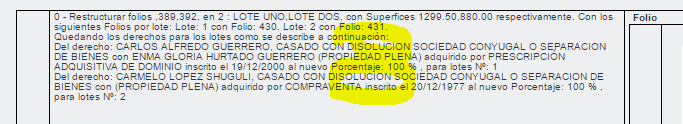 0 - Restructurar folios ,389,392, en 2 : LOTE UNO,LOTE DOS, con Superfices 1299.50,880.00 respectivamente. Con los
siguientes Folios por lote: Lote: 1 con Folio: 430. Lote: 2 con Folio: 431.
Quedando los derechos para los lotes como se describe a continuación:
Del derecho: CARLOS ALFREDO GUERRERO, CASADO CON DISOLUCION SOCIEDAD CONYUGAL O SEPARACION
DE BIENES con ENMA GLORIA HURTADO GUERRERO (PROPIEDAD PLENA) adquirido por PRESCRIPCIÓN
ADQUISITIVA DE DOMINIO inscrito el 19/12/2000 al nuevo Porcentaje: 100 % , para lotes Nº: 1
Del derecho: CARMELO LOPEZ SHUGULI, CASADO CON DISOLUCION SOCIEDAD CONYUGAL O SEPARACION DE
BIENES con (PROPIEDAD PLENA) adquirido por COMPRAVENTA inscrito el 20/12/1977 al nuevo Porcentaje: 100 % ,
para lotes Nº: 2
Folio